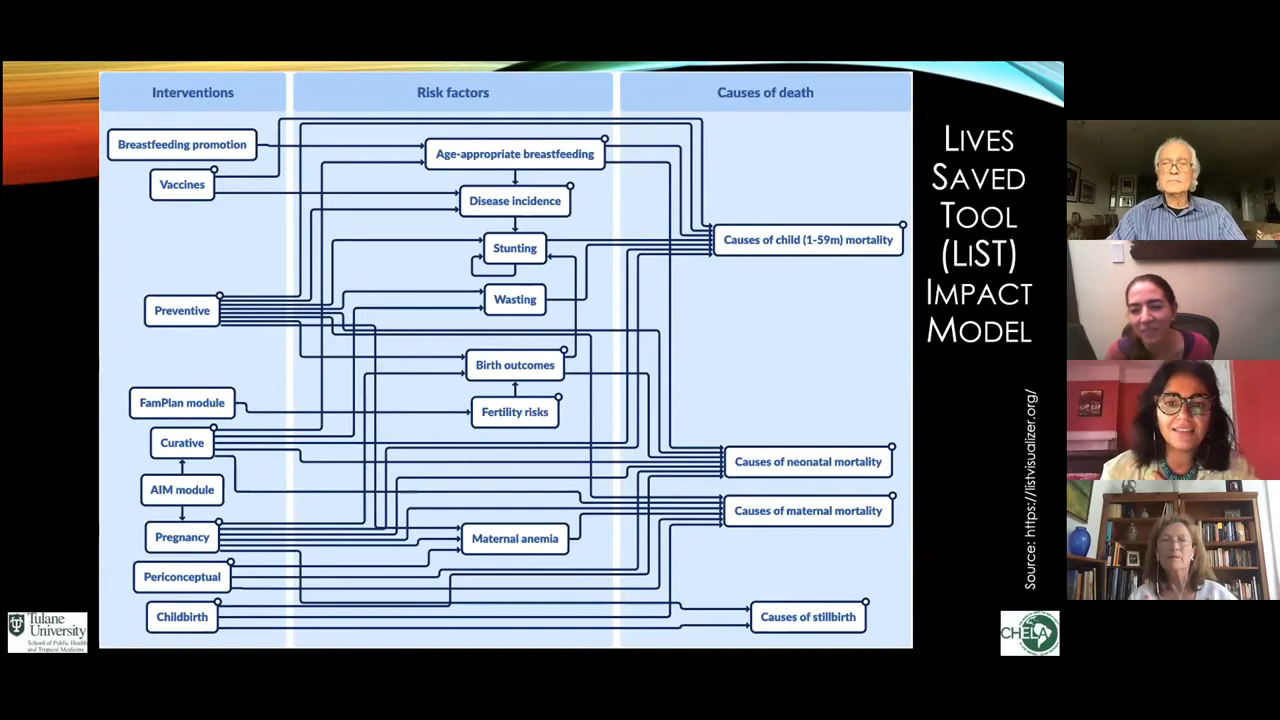 Interventions
Risk factors
Causes of death
Breastfeeding promotion
Vaccines
Preventive
FamPlan module
Curative
AIM module
Pregnancy
Periconceptual
Childbirth
Age-appropriate breastfeeding
Disease incidence
Stunting
Wasting
Birth outcomes
Fertility risks
Maternal anemia
Causes of child (1-59m) mortality
Causes of neonatal mortality
Causes of maternal mortality
Causes of stillbirth
LIVES
SAVED
TOOL
(LIST)
IMPACT
MODEL
Source: https://listvisualizer.org/
Tulane
University
School of Public Health
and Tropical Medicine
CHELA